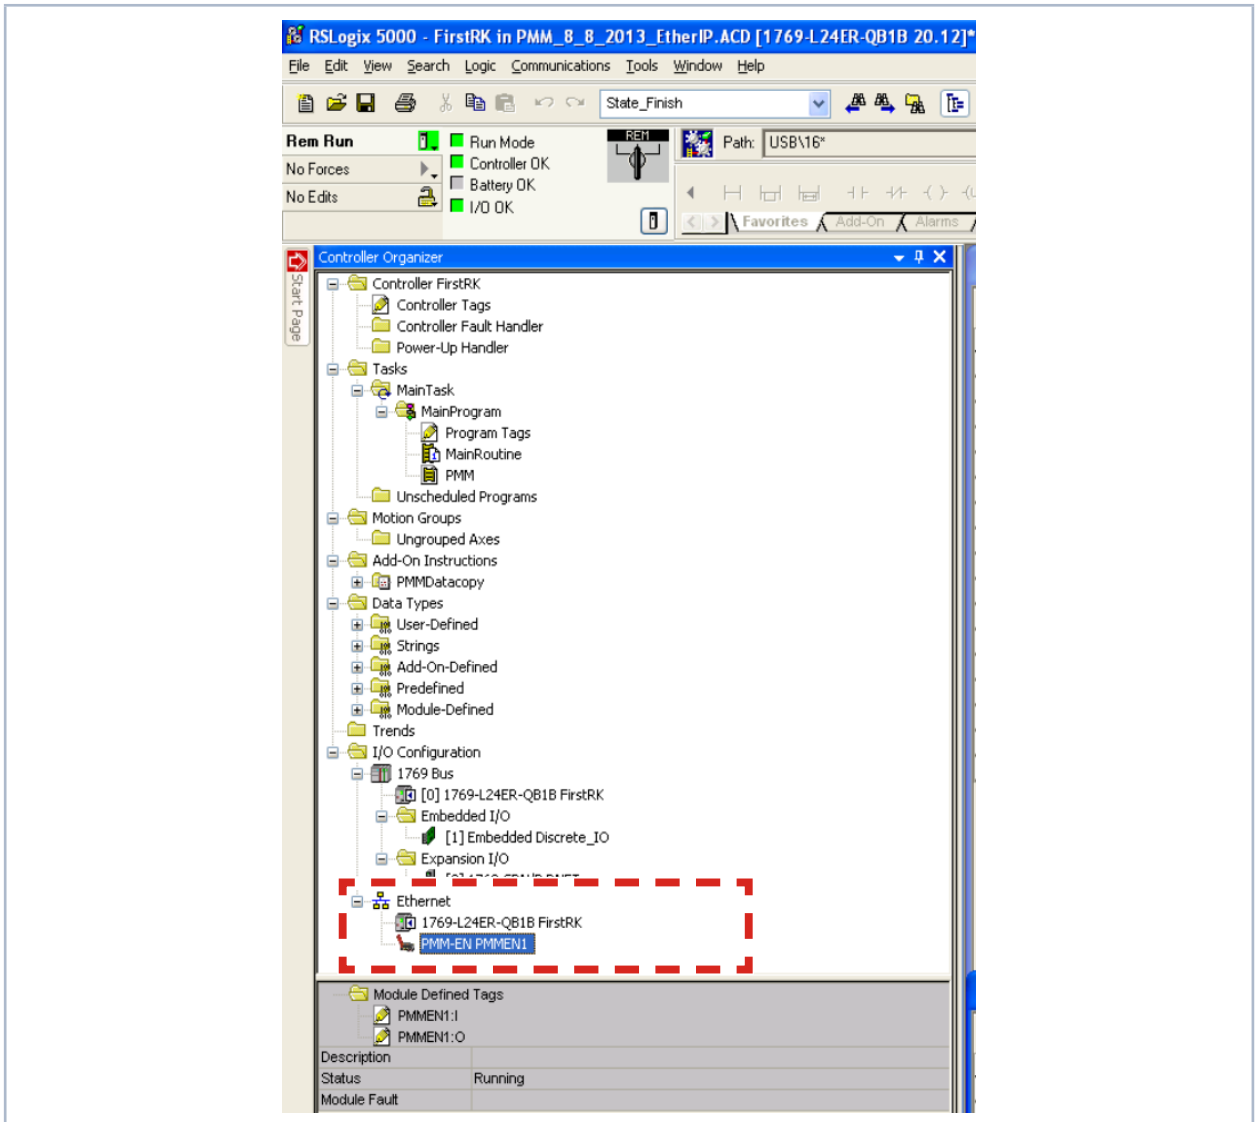 RSLogix 5000 - FirstRK in PMM_8_8_2013_EtherIP.ACD [1769-L24ER-QB1B 20.12]*
File Edit View Search Logic Communications Tools Window Help
State_Finish
Rem Run
No Forces
No Edits
Run Mode
Controller OK
Battery OK
I/O OK
REM
Path: USB\16*
Favorites Add-On Alarms
Start Page
Controller Organizer
Controller FirstRK
Controller Tags
Controller Fault Handler
Power-Up Handler
Tasks
MainTask
MainProgram
Program Tags
MainRoutine
PMM
Unscheduled Programs
Motion Groups
Ungrouped Axes
Add-On Instructions
PMMDatacopy
Data Types
User-Defined
Strings
Add-On-Defined
Predefined
Module-Defined
Trends
I/O Configuration
1769 Bus
[0] 1769-L24ER-QB1B FirstRK
Embedded I/O
[1] Embedded Discrete_IO
Expansion I/O
Ethernet
1769-L24ER-QB1B FirstRK
PMM-EN PMMEN1
Module Defined Tags
PMMEN1:I
PMMEN1:O
Description
Status Running
Module Fault